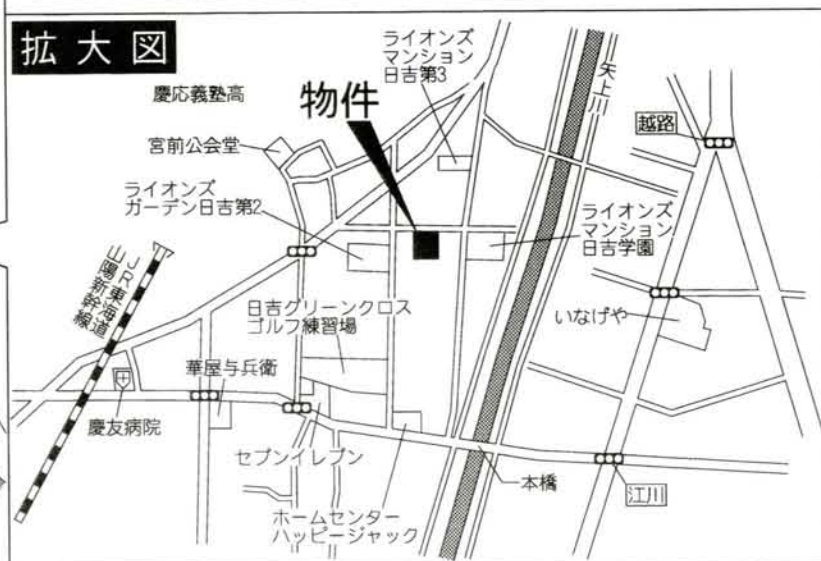 拡大図
ライオンズ
マンション
日吉第3
矢上川
慶応義塾高
物件
越路
宮前公会堂
ライオンズ
ガーデン日吉第2
ライオンズ
マンション
日吉学園
JR東海道
山陽新幹線
日吉グリーンクロス
ゴルフ練習場
いなげや
華屋与兵衛
慶友病院
セブンイレブン
本橋
江川
ホームセンター
ハッピージャック